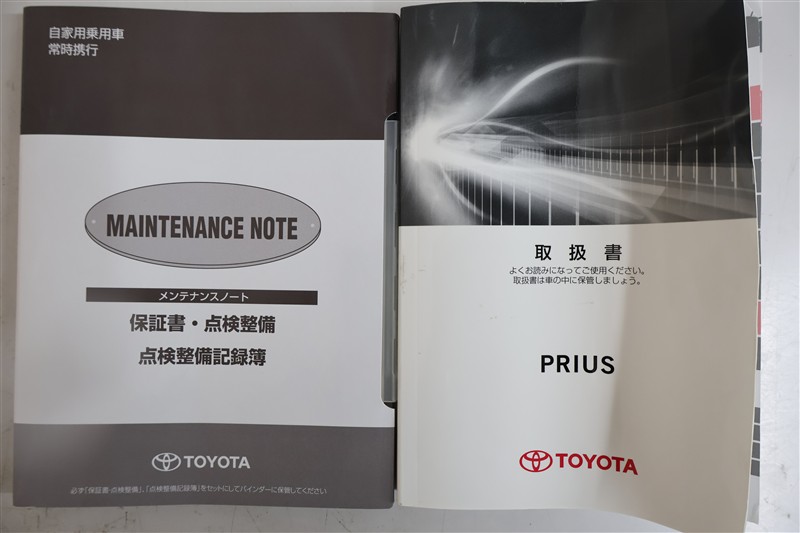 自家用乗用車
常時携行
MAINTENANCE NOTE
メンテナンスノート
保証書・点検整備
点検整備記録簿
TOYOTA
必ず「保証書・点検整備」、「点検整備記録簿」をセットにしてバインダーに保管してください
取扱書
よくお読みになってご使用ください。
取扱書は車の中に保管しましょう。
PRIUS
TOYOTA